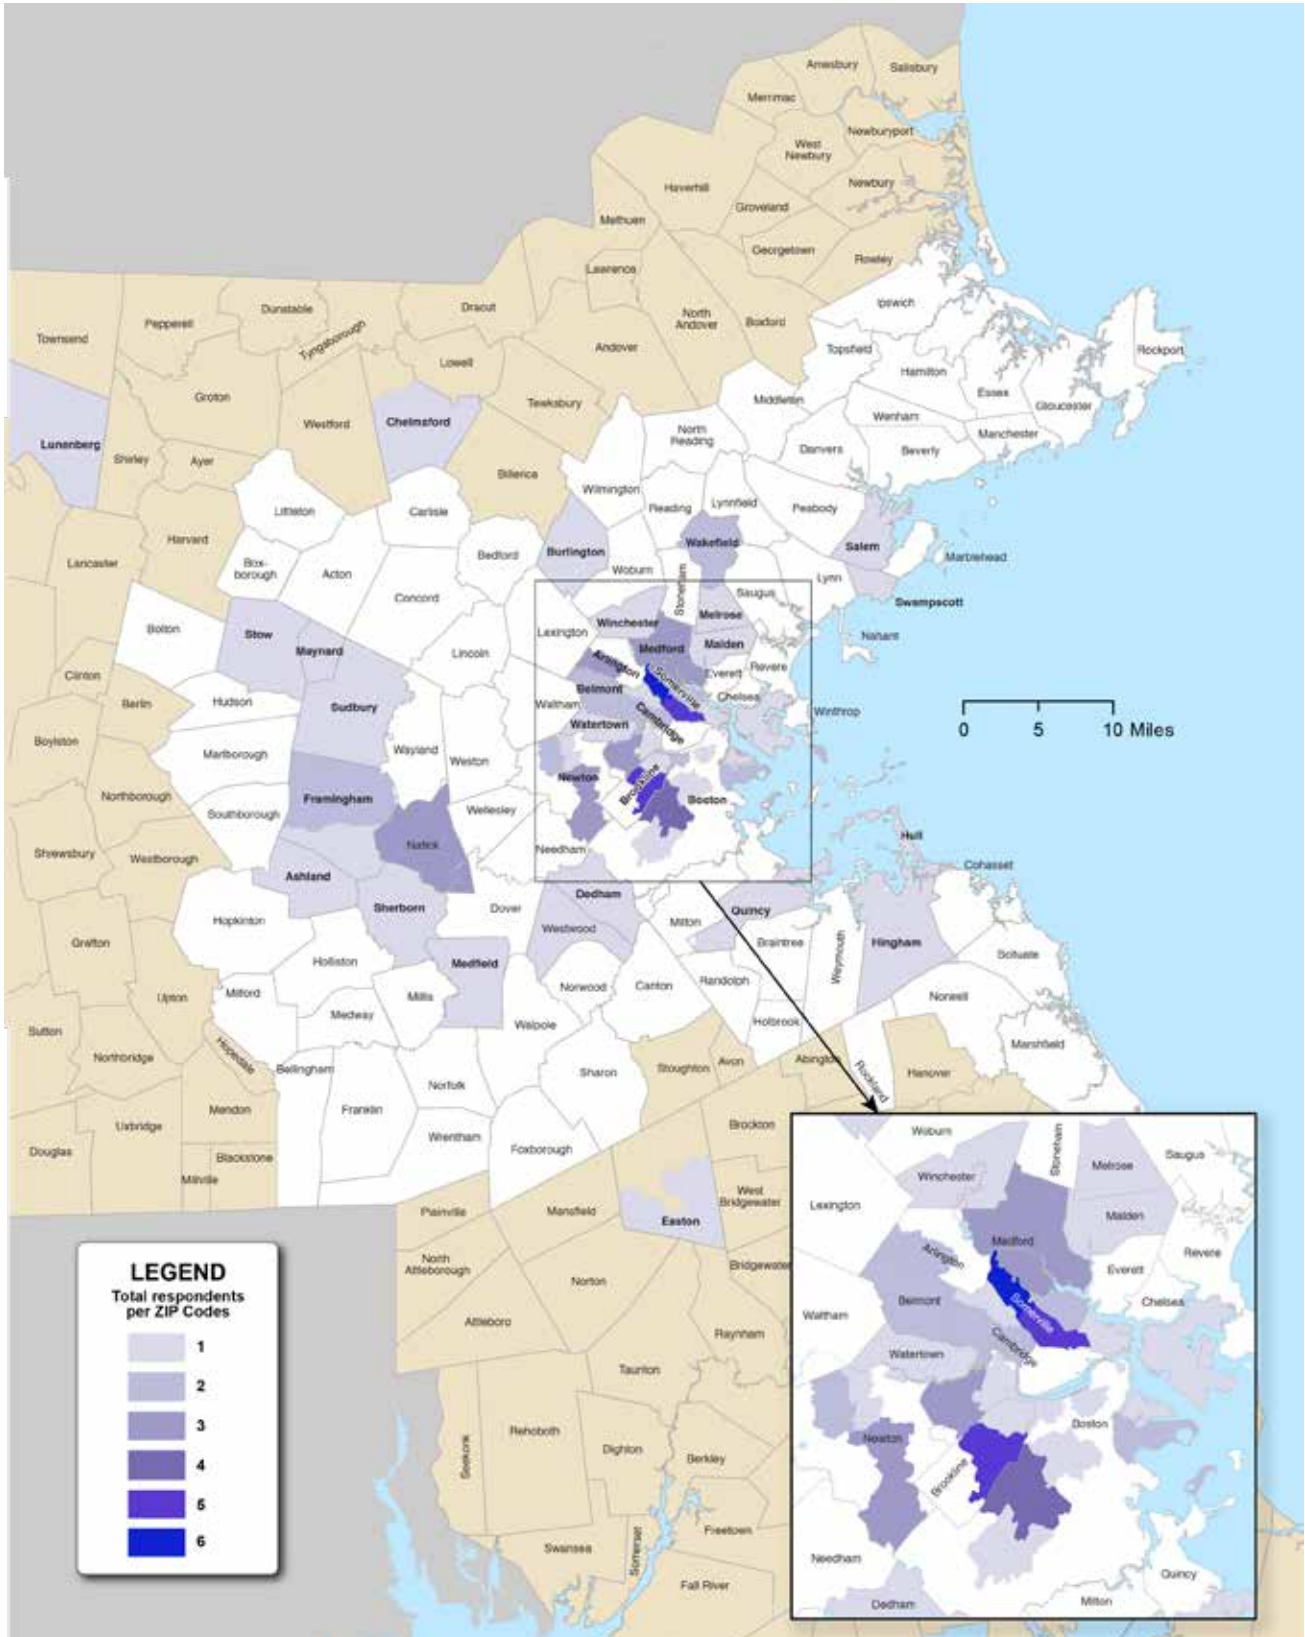 Amesbury
Salisbury
Merrimac
Newburyport
West
Newbury
Newbury
Haverhill
Groveland
Methuen
Georgetown
Rowley
Lawrence
Ipswich
North
Andover
Boxford
Dunstable
Dracut
Pepperell
Townsend
Tyngsborough
Andover
Topsfield
Rockport
Lowell
Hamilton
Groton
Essex
Gloucester
Tewksbury
Middleton
Wenham
Chelmsford
Westford
North
Reading
Manchester
Lunenberg
Danvers
Beverly
Shirley
Ayer
Billerica
Wilmington
Lynnfield
Reading
Peabody
Littleton
Carlisle
Harvard
Wakefield
Salem
Burlington
Bedford
Marblehead
Lancaster
Box-
borough
Acton
Woburn
Lynn
Stoneham
Saugus
Concord
Swampscott
Melrose
Winchester
Bolton
Stow
Lexington
Nahant
Maynard
Medford
Malden
Lincoln
Arlington
Everett
Revere
Clinton
Somerville
Belmont
Chelsea
Berlin
Hudson
Sudbury
Waltham
Winthrop
Cambridge
Watertown
0 5 10 Miles
Boylston
Marlborough
Wayland
Weston
Newton
Brookline
Boston
Northborough
Framingham
Southborough
Wellesley
Hull
Natick
Needham
Shrewsbury
Westborough
Cohasset
Ashland
Dedham
Sherborn
Dover
Quincy
Hopkinton
Milton
Westwood
Braintree
Weymouth
Hingham
Grafton
Scituate
Holliston
Medfield
Randolph
Norwood
Canton
Milford
Millis
Upton
Norwell
Medway
Holbrook
Walpole
Sutton
Marshfield
Northbridge
Hopedale
Bellingham
Sharon
Stoughton
Avon
Abington
Rockland
Hanover
Norfolk
Mendon
Franklin
Uxbridge
Brockton
Wrentham
Foxborough
Douglas
Blackstone
Millville
West
Bridgewater
Plainville
Mansfield
Easton
North
Attleborough
Bridgewater
Norton
Attleboro
Raynham
Taunton
Rehoboth
Seekonk
Dighton
Berkley
Freetown
Swansea
Somerset
Fall River
LEGEND
Total respondents
per ZIP Codes
1
2
3
4
5
6
Woburn
Stoneham
Saugus
Melrose
Winchester
Lexington
Malden
Medford
Revere
Arlington
Everett
Belmont
Chelsea
Somerville
Waltham
Cambridge
Watertown
Boston
Newton
Brookline
Needham
Quincy
Dedham
Milton